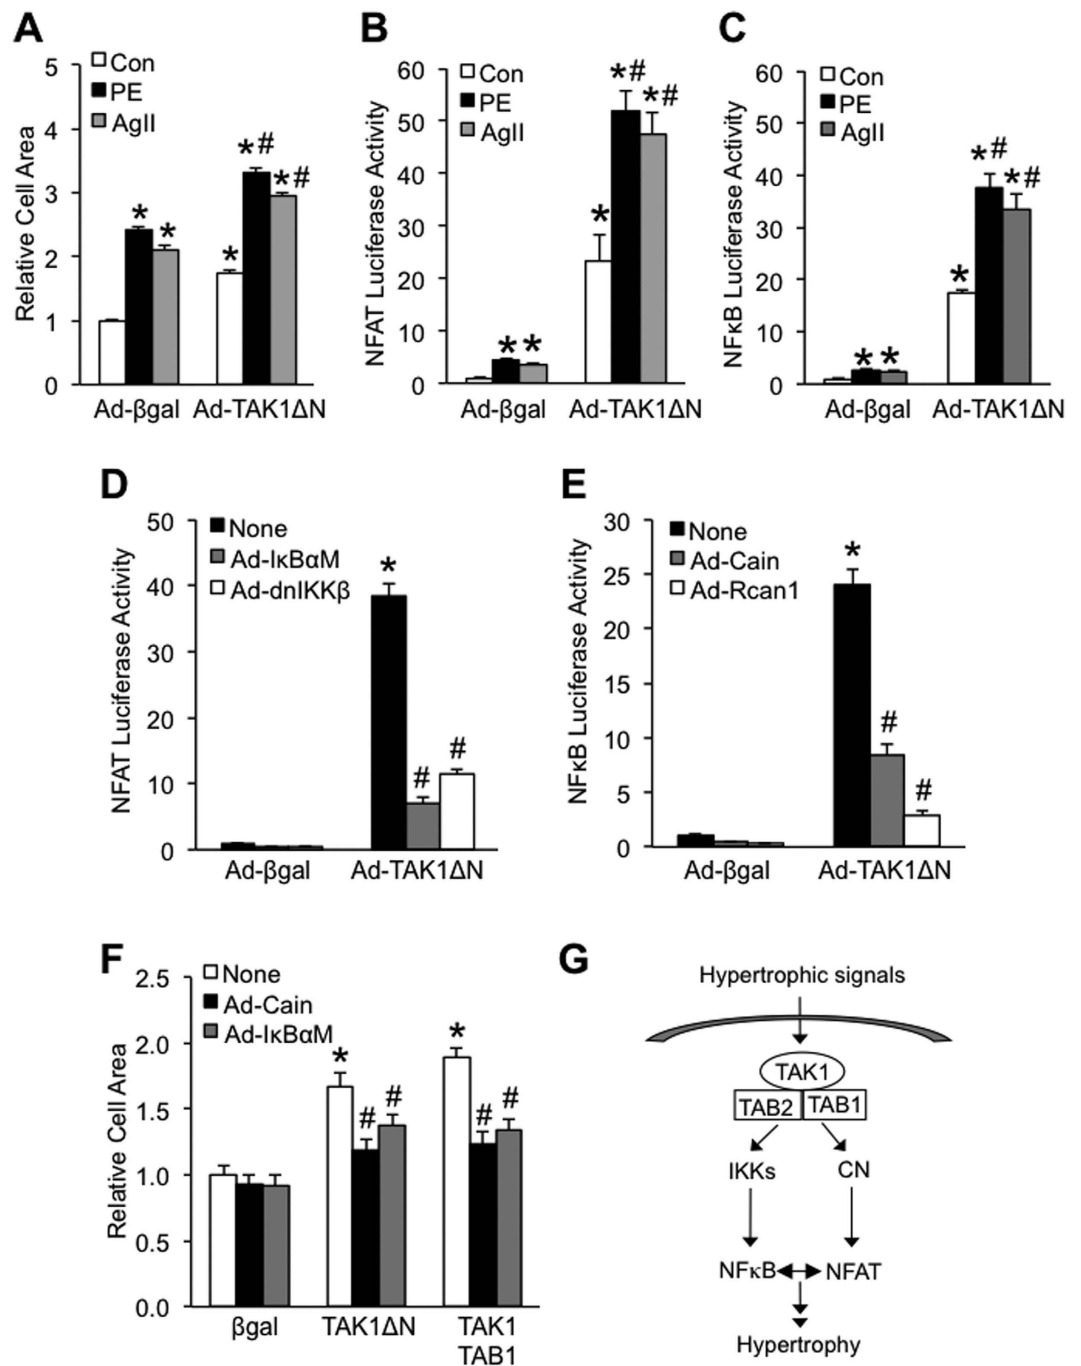 A
Relative Cell Area
5
4
3
2
1
0
Con
PE
AgII
*
*
*
*#
*#
Ad-βgal Ad-TAK1ΔN
B
NFAT Luciferase Activity
60
50
40
30
20
10
0
Con
PE
AgII
*
*
*
*#
*#
Ad-βgal Ad-TAK1ΔN
C
NFκB Luciferase Activity
60
50
40
30
20
10
0
Con
PE
AgII
*
*
*
*#
*#
Ad-βgal Ad-TAK1ΔN
D
NFAT Luciferase Activity
50
40
30
20
10
0
None
Ad-IκBαM
Ad-dnIKKβ
*
#
#
Ad-βgal Ad-TAK1ΔN
E
NFκB Luciferase Activity
30
25
20
15
10
5
0
None
Ad-Cain
Ad-Rcan1
*
#
#
Ad-βgal Ad-TAK1ΔN
F
Relative Cell Area
2.5
2.0
1.5
1.0
0.5
0.0
None
Ad-Cain
Ad-IκBαM
*
#
#
*
#
#
βgal TAK1ΔN TAK1
TAB1
G
Hypertrophic signals
TAK1
TAB2 TAB1
IKKs CN
NFκB NFAT
Hypertrophy